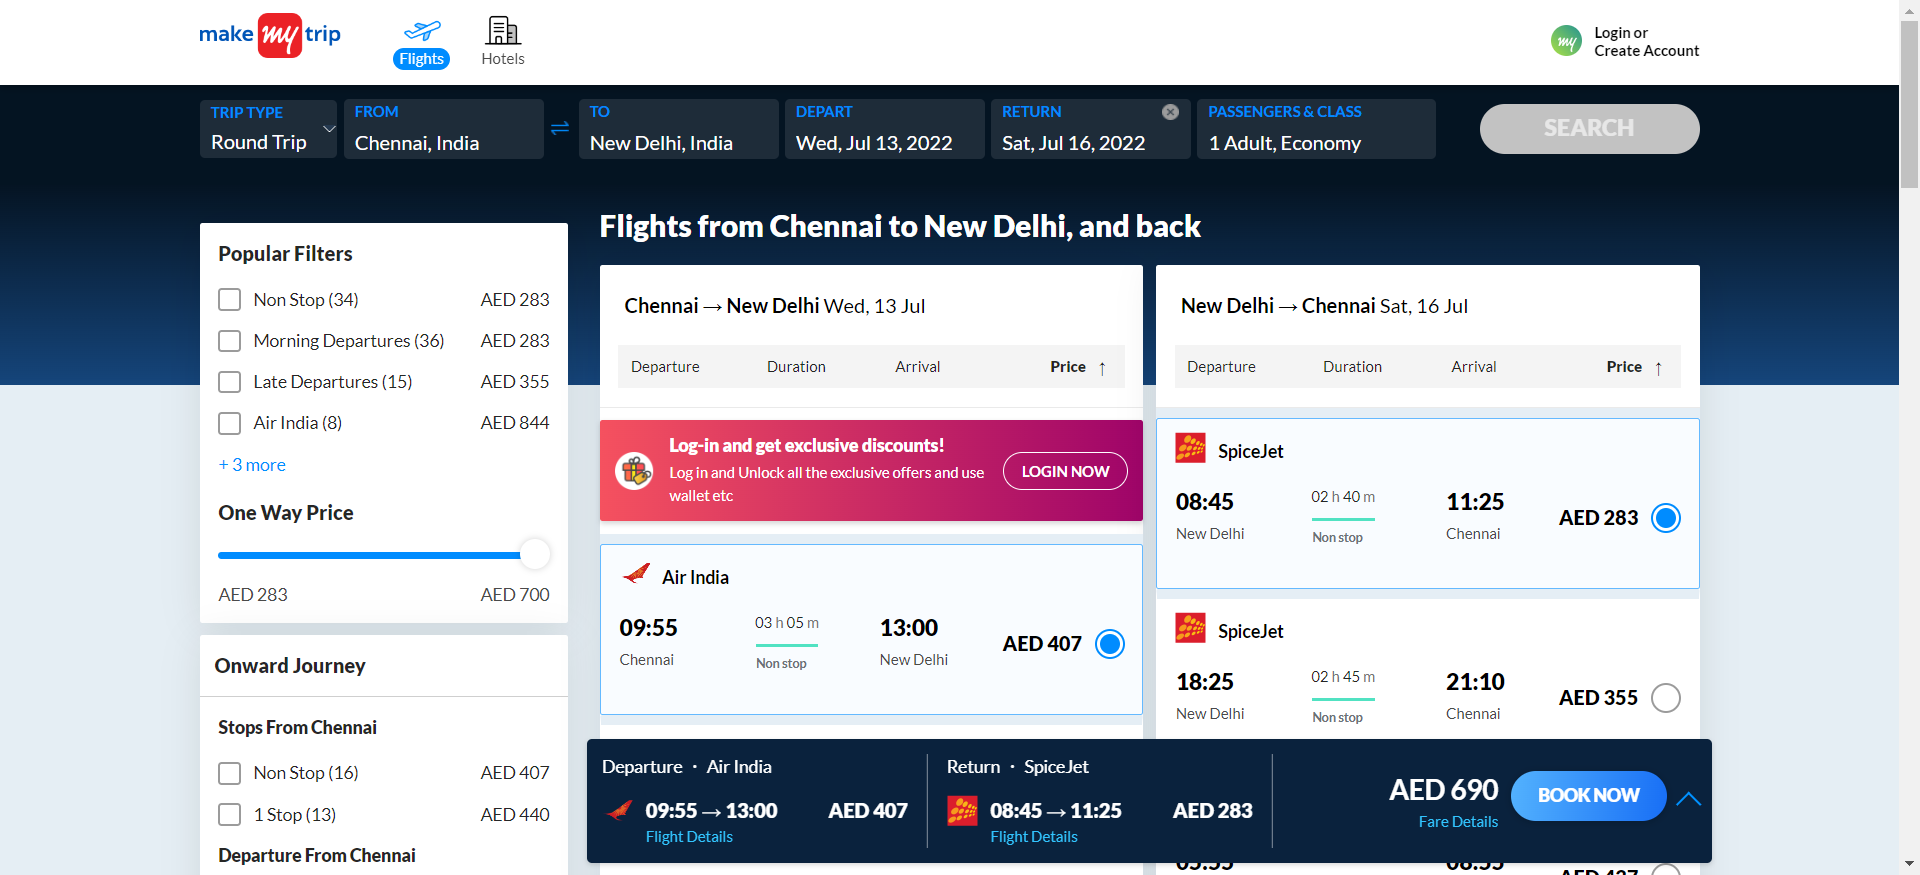 make my trip
Flights
Hotels
my
Login or
Create Account
TRIP TYPE
Round Trip
FROM
Chennai, India
TO
New Delhi, India
DEPART
Wed, Jul 13, 2022
RETURN
Sat, Jul 16, 2022
PASSENGERS & CLASS
1 Adult, Economy
SEARCH
Flights from Chennai to New Delhi, and back
Popular Filters
Non Stop (34) AED 283
Morning Departures (36) AED 283
Late Departures (15) AED 355
Air India (8) AED 844
+ 3 more
One Way Price
AED 283 AED 700
Onward Journey
Stops From Chennai
Non Stop (16) AED 407
1 Stop (13) AED 440
Departure From Chennai
Chennai → New Delhi Wed, 13 Jul
Departure Duration Arrival Price ↑
Log-in and get exclusive discounts!
Log in and Unlock all the exclusive offers and use
wallet etc
LOGIN NOW
Air India
09:55 03 h 05 m 13:00 AED 407
Chennai Non stop New Delhi
New Delhi → Chennai Sat, 16 Jul
Departure Duration Arrival Price ↑
SpiceJet
08:45 02 h 40 m 11:25 AED 283
New Delhi Non stop Chennai
SpiceJet
18:25 02 h 45 m 21:10 AED 355
New Delhi Non stop Chennai
Departure · Air India
09:55 → 13:00 AED 407
Flight Details
Return · SpiceJet
08:45 → 11:25 AED 283
Flight Details
AED 690
Fare Details
BOOK NOW